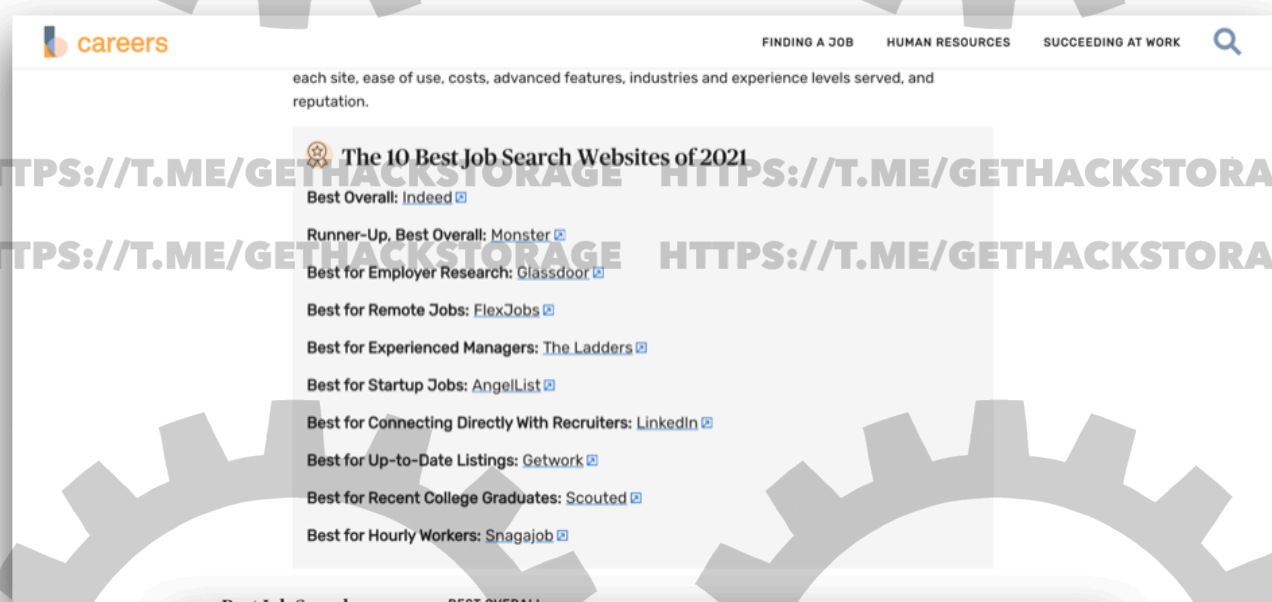 careers
FINDING A JOB HUMAN RESOURCES SUCCEEDING AT WORK
each site, ease of use, costs, advanced features, industries and experience levels served, and
reputation.
The 10 Best Job Search Websites of 2021
TTPS://T.ME/GETHACKSTORAGE HTTPS://T.ME/GETHACKSTORA
Best Overall: Indeed
Runner-Up, Best Overall: Monster
TTPS://T.ME/GETHACKSTORAGE HTTPS://T.ME/GETHACKSTORA
Best for Employer Research: Glassdoor
Best for Remote Jobs: FlexJobs
Best for Experienced Managers: The Ladders
Best for Startup Jobs: AngelList
Best for Connecting Directly With Recruiters: LinkedIn
Best for Up-to-Date Listings: Getwork
Best for Recent College Graduates: Scouted
Best for Hourly Workers: Snagajob